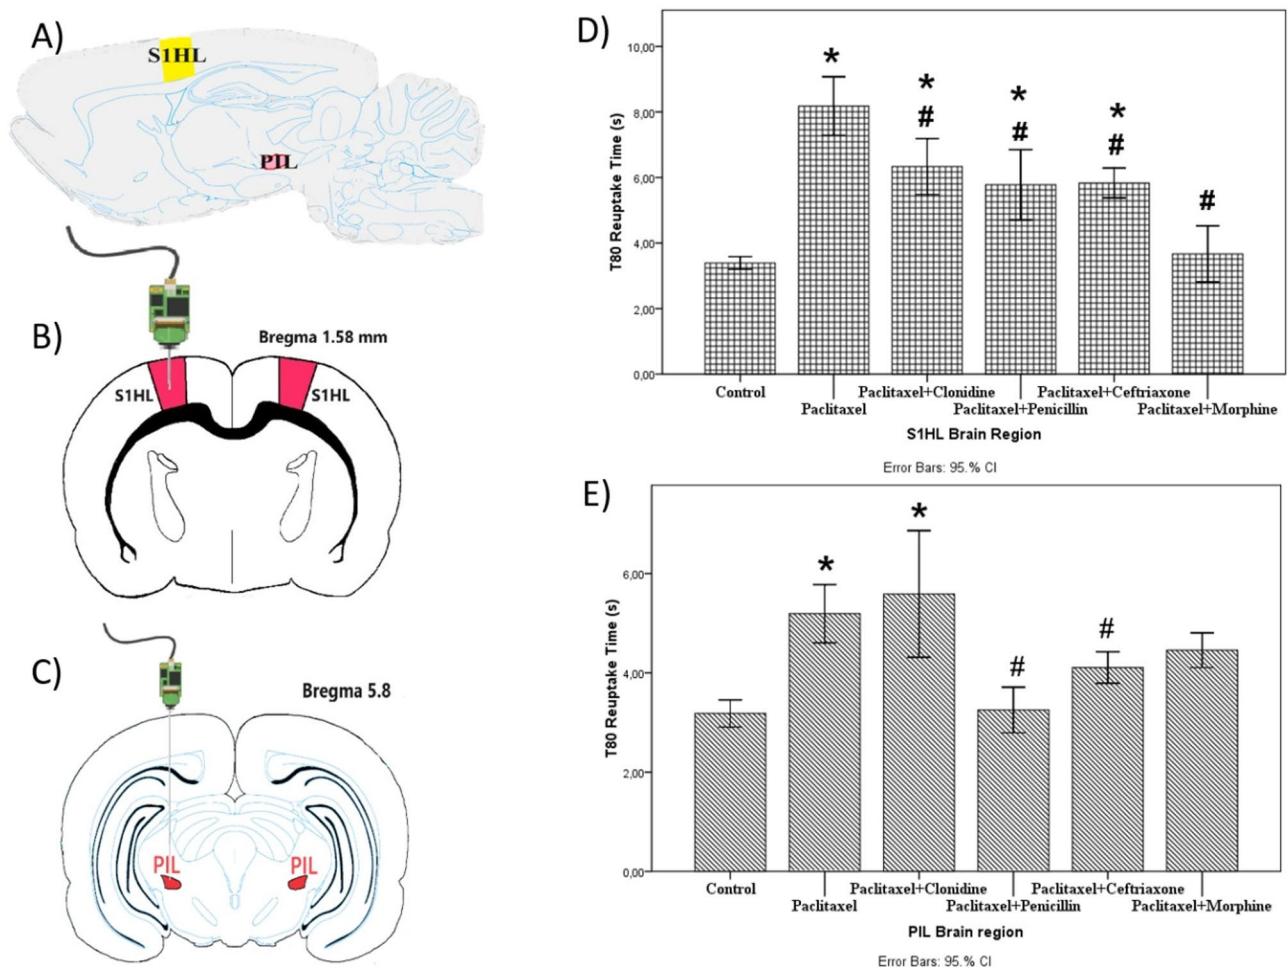 A)
S1HL
PIL
B)
Bregma 1.58 mm
S1HL
S1HL
C)
Bregma 5.8
PIL
PIL
D)
T80 Reuptake Time (s)
10,00
8,00
6,00
4,00
2,00
0,00
*
*
#
*
#
*
#
#
Control
Paclitaxel
Paclitaxel+Clonidine
Paclitaxel+Penicillin
Paclitaxel+Ceftriaxone
Paclitaxel+Morphine
S1HL Brain Region
Error Bars: 95.% CI
E)
T80 Reuptake Time (s)
6,00
4,00
2,00
0,00
*
*
#
#
Control
Paclitaxel
Paclitaxel+Clonidine
Paclitaxel+Penicillin
Paclitaxel+Ceftriaxone
Paclitaxel+Morphine
PIL Brain region
Error Bars: 95.% CI